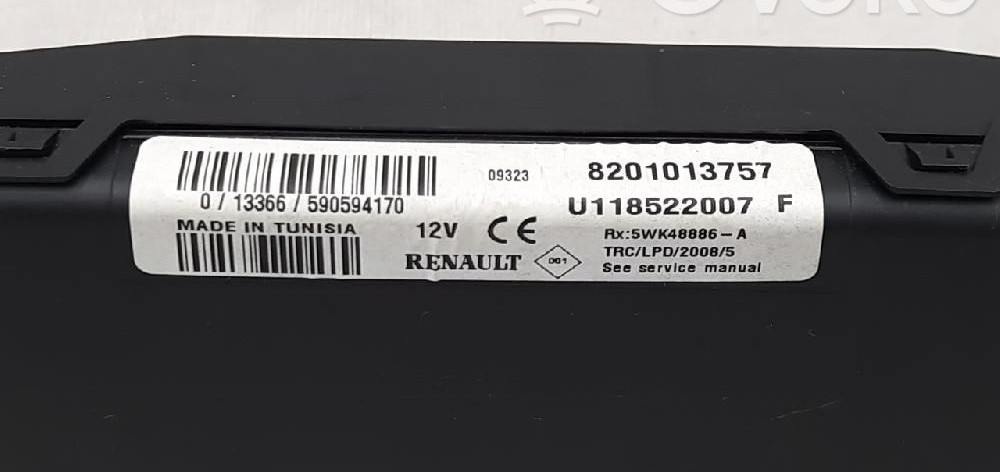 OVOKO
09323
8201013757
0 / 13366 / 590594170
U118522007 F
MADE IN TUNISIA
12V CE
Rx:5WK48886-A
TRC/LPD/2008/5
RENAULT
001
See service manual